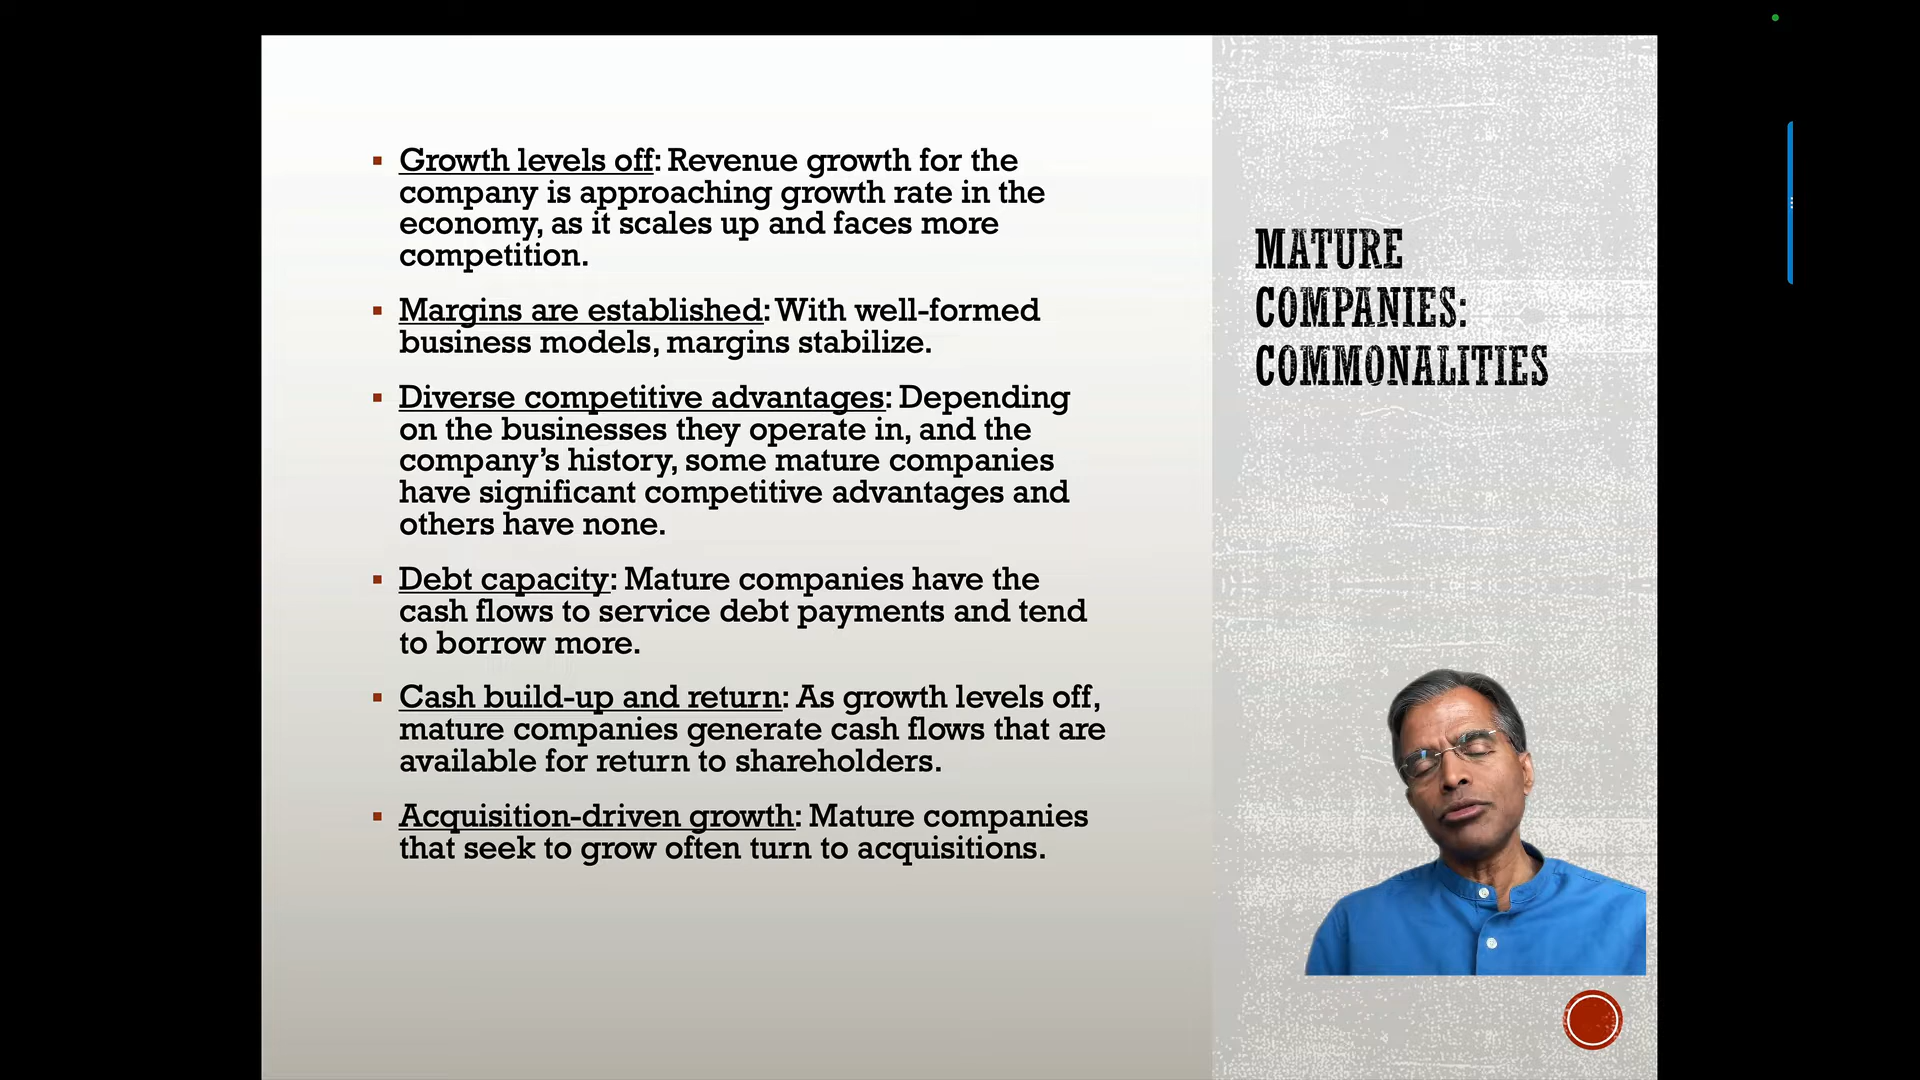 Growth levels off: Revenue growth for the
company is approaching growth rate in the
economy, as it scales up and faces more
competition.
Margins are established: With well-formed
business models, margins stabilize.
Diverse competitive advantages: Depending
on the businesses they operate in, and the
company’s history, some mature companies
have significant competitive advantages and
others have none.
Debt capacity: Mature companies have the
cash flows to service debt payments and tend
to borrow more.
Cash build-up and return: As growth levels off,
mature companies generate cash flows that are
available for return to shareholders.
Acquisition-driven growth: Mature companies
that seek to grow often turn to acquisitions.
MATURE
COMPANIES:
COMMONALITIES